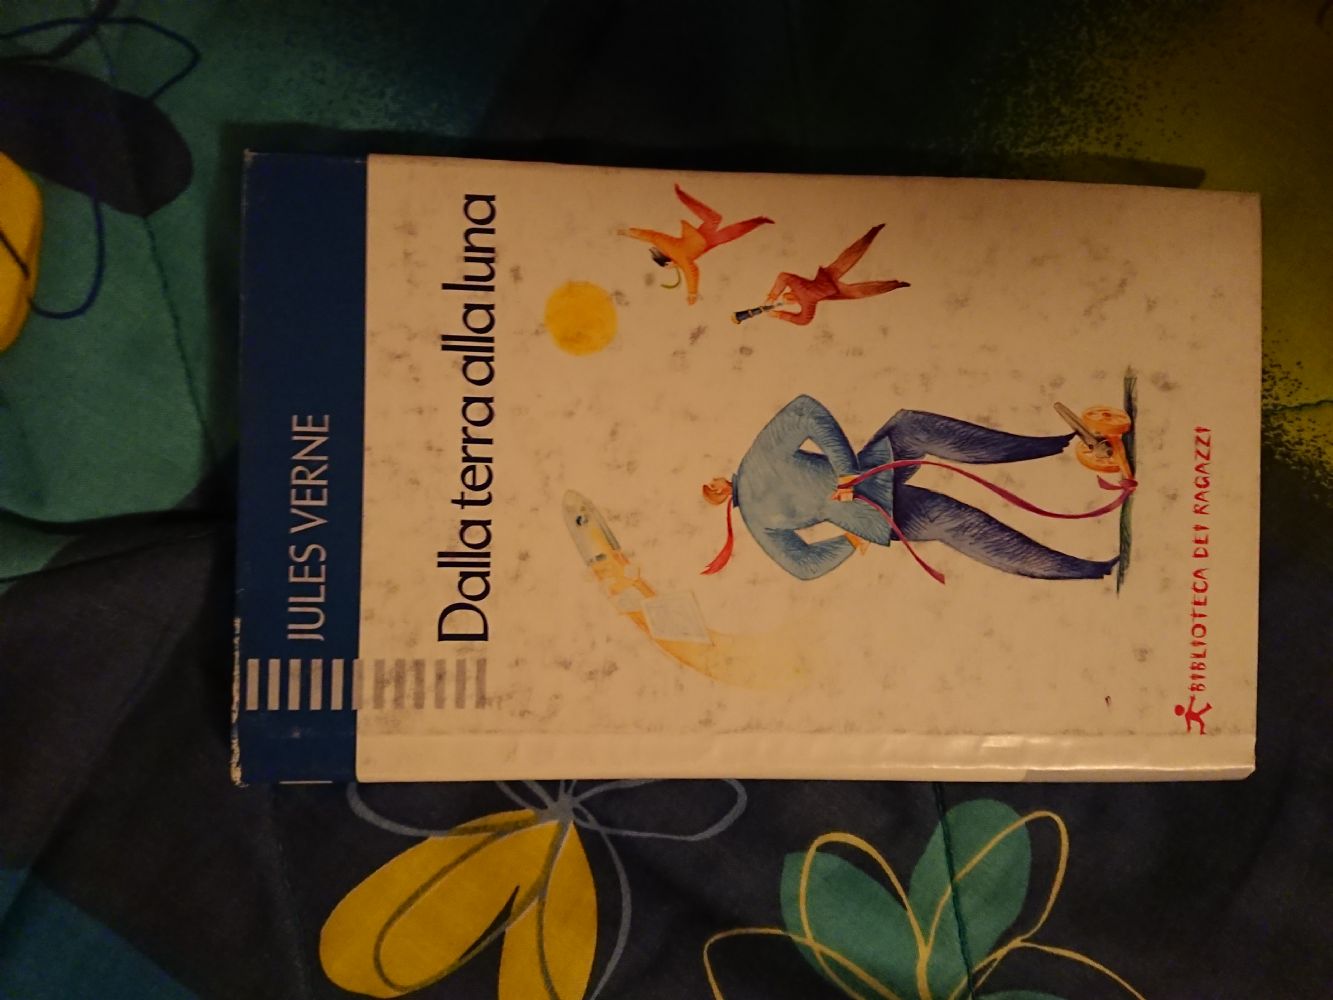 JULES VERNE
Dalla terra alla luna
BIBLIOTECA DEI RAGAZZI